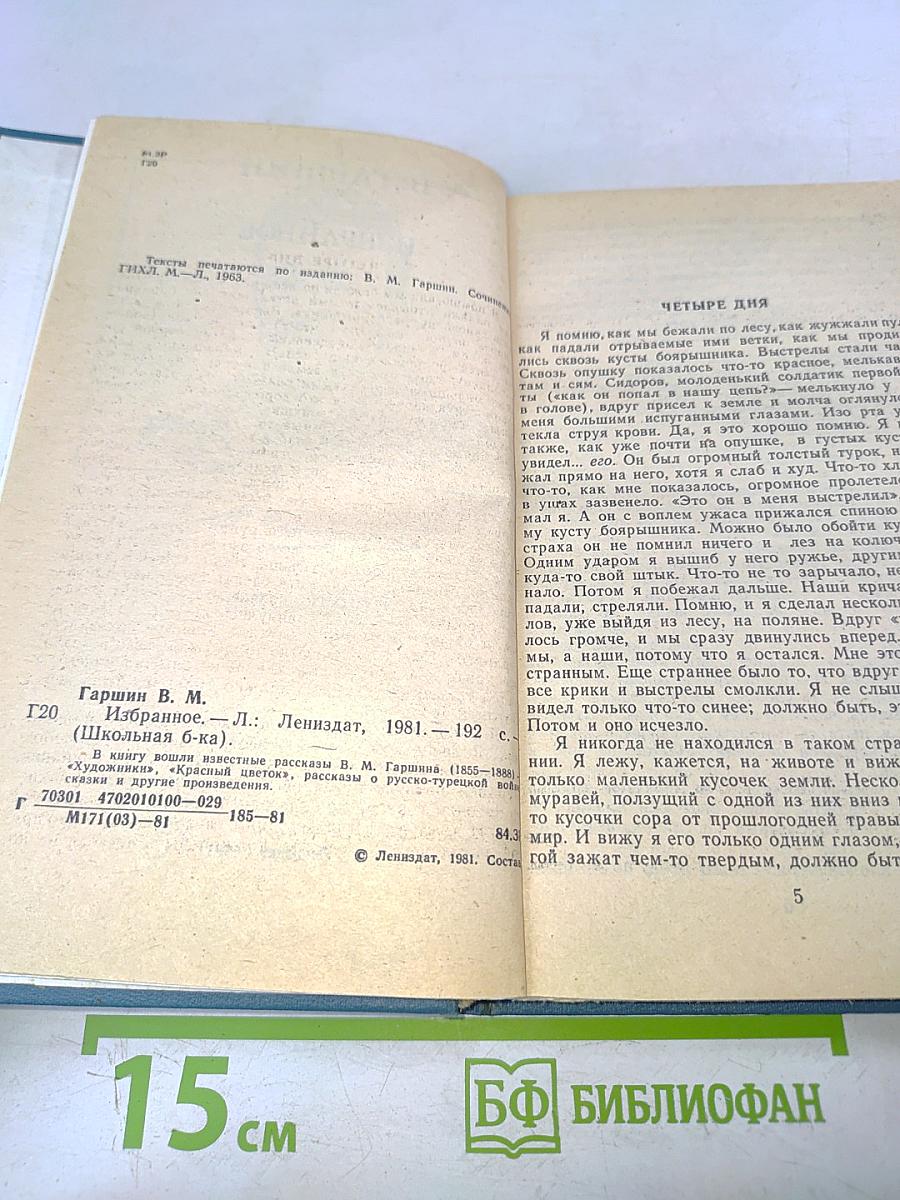 84.3Р
Г20
Тексты печатаются по изданию: В. М. Гаршин. Сочинения
ГИХЛ. М.—Л., 1963.
Гаршин В. М.
Г20 Избранное. — Л.: Лениздат, 1981. — 192 с. —
(Школьная б-ка).
В книгу вошли известные рассказы В. М. Гаршина (1855—1888)
«Художники», «Красный цветок», рассказы о русско-турецкой вой
сказки и другие произведения.
Г 70301 4702010100—029
М171(03)—81 185—81
84.3
© Лениздат, 1981. Соста
ЧЕТЫРЕ ДНЯ
Я помню, как мы бежали по лесу, как жужжали пул
как падали отрываемые ими ветки, как мы проди
лись сквозь кусты боярышника. Выстрелы стали ча
Сквозь опушку показалось что-то красное, мелькав
там и сям. Сидоров, молоденький солдатик первой
ты («как он попал в нашу цепь?»— мелькнуло у
в голове), вдруг присел к земле и молча оглянулс
меня большими испуганными глазами. Изо рта у
текла струя крови. Да, я это хорошо помню. Я
также, как уже почти на опушке, в густых куст
увидел... его. Он был огромный толстый турок, н
жал прямо на него, хотя я слаб и худ. Что-то хл
что-то, как мне показалось, огромное пролетел
в ушах зазвенело. «Это он в меня выстрелил»,
мал я. А он с воплем ужаса прижался спиною
му кусту боярышника. Можно было обойти ку
страха он не помнил ничего и лез на колюч
Одним ударом я вышиб у него ружье, други
куда-то свой штык. Что-то не то зарычало, не
нало. Потом я побежал дальше. Наши крича
падали, стреляли. Помню, и я сделал несколь
лов, уже выйдя из лесу, на поляне. Вдруг «
лось громче, и мы сразу двинулись вперед.
мы, а наши, потому что я остался. Мне это
странным. Еще страннее было то, что вдруг
все крики и выстрелы смолкли. Я не слыш
видел только что-то синее; должно быть, э
Потом и оно исчезло.
Я никогда не находился в таком стра
нии. Я лежу, кажется, на животе и виж
только маленький кусочек земли. Неско
муравей, ползущий с одной из них вниз
то кусочки сора от прошлогодней травы
мир. И вижу я его только одним глазом,
гой зажат чем-то твердым, должно быт
5
15 см
БФ БИБЛИОФАН